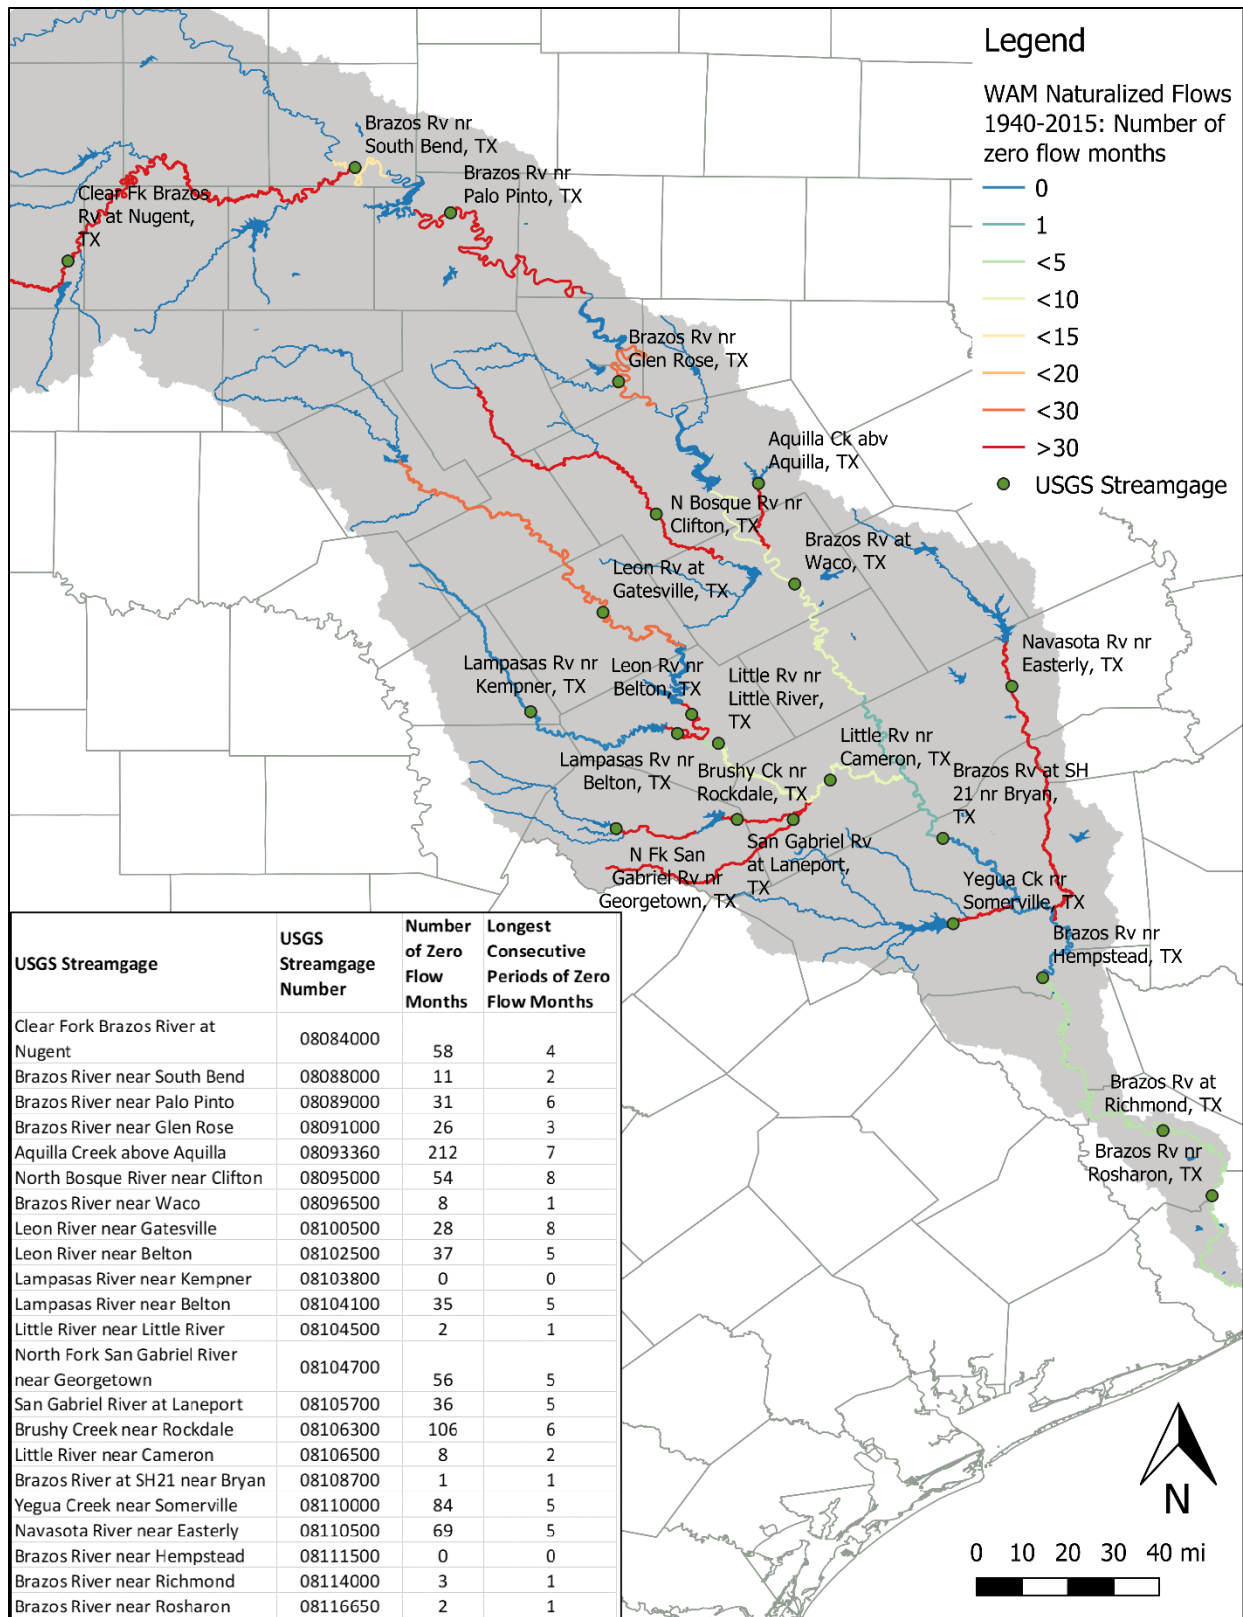 Legend
WAM Naturalized Flows
1940-2015: Number of
zero flow months
0
1
<5
<10
<15
<20
<30
>30
USGS Streamgage
Brazos Rv nr
South Bend, TX
Brazos Rv nr
Palo Pinto, TX
Clear Fk Brazos
Rv at Nugent,
TX
Brazos Rv nr
Glen Rose, TX
Aquilla Ck abv
Aquilla, TX
N Bosque Rv nr
Clifton, TX
Brazos Rv at
Waco, TX
Leon Rv at
Gatesville, TX
Navasota Rv nr
Easterly, TX
Lampasas Rv nr
Kempner, TX
Leon Rv nr
Belton, TX
Little Rv nr
Little River,
TX
Little Rv nr
Cameron, TX
Lampasas Rv nr
Belton, TX
Brushy Ck nr
Rockdale, TX
Brazos Rv at SH
21 nr Bryan,
TX
N Fk San
Gabriel Rv nr
Georgetown, TX
San Gabriel Rv
at Laneport,
TX
Yegua Ck nr
Somerville, TX
Brazos Rv nr
Hempstead, TX
Brazos Rv at
Richmond, TX
Brazos Rv nr
Rosharon, TX
USGS Streamgage
USGS
Streamgage
Number
Number
of Zero
Flow
Months
Longest
Consecutive
Periods of Zero
Flow Months
Clear Fork Brazos River at
Nugent 08084000 58 4
Brazos River near South Bend 08088000 11 2
Brazos River near Palo Pinto 08089000 31 6
Brazos River near Glen Rose 08091000 26 3
Aquilla Creek above Aquilla 08093360 212 7
North Bosque River near Clifton 08095000 54 8
Brazos River near Waco 08096500 8 1
Leon River near Gatesville 08100500 28 8
Leon River near Belton 08102500 37 5
Lampasas River near Kempner 08103800 0 0
Lampasas River near Belton 08104100 35 5
Little River near Little River 08104500 2 1
North Fork San Gabriel River
near Georgetown 08104700 56 5
San Gabriel River at Laneport 08105700 36 5
Brushy Creek near Rockdale 08106300 106 6
Little River near Cameron 08106500 8 2
Brazos River at SH21 near Bryan 08108700 1 1
Yegua Creek near Somerville 08110000 84 5
Navasota River near Easterly 08110500 69 5
Brazos River near Hempstead 08111500 0 0
Brazos River near Richmond 08114000 3 1
Brazos River near Rosharon 08116650 2 1
N
0 10 20 30 40 mi